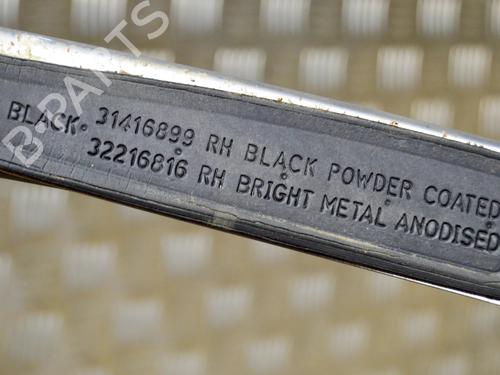 B-PARTS
BLACK. 31416899 RH BLACK POWDER COATED
32216816 RH BRIGHT METAL ANODISED